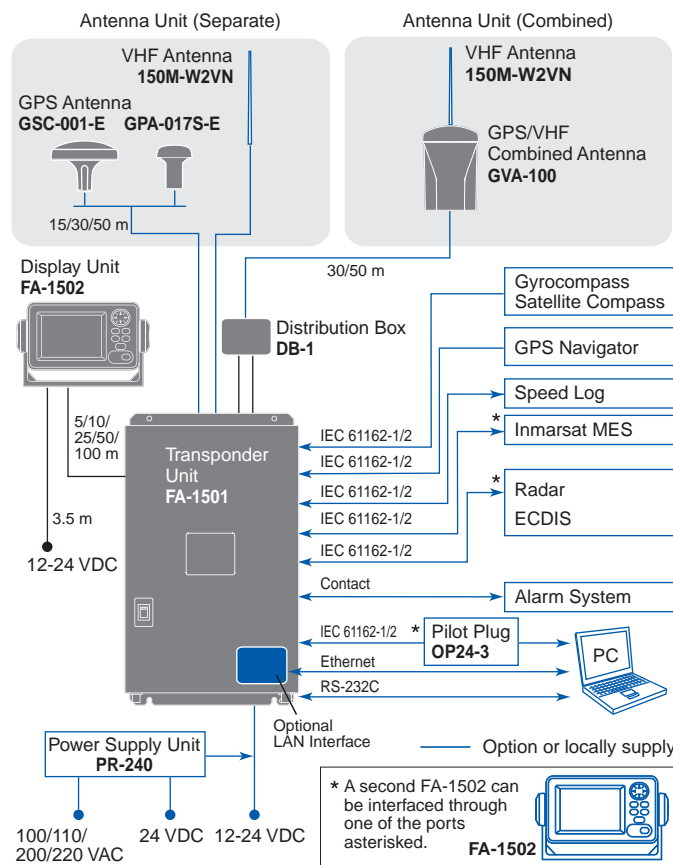 Antenna Unit (Separate)
Antenna Unit (Combined)
VHF Antenna
150M-W2VN
GPS Antenna
GSC-001-E
GPA-017S-E
15/30/50 m
VHF Antenna
150M-W2VN
GPS/VHF
Combined Antenna
GVA-100
30/50 m
Display Unit
FA-1502
Distribution Box
DB-1
Gyrocompass
Satellite Compass
GPS Navigator
Speed Log
* Inmarsat MES
* Radar
ECDIS
5/10/
25/50/
100 m
3.5 m
12-24 VDC
Transponder
Unit
FA-1501
IEC 61162-1/2
IEC 61162-1/2
IEC 61162-1/2
IEC 61162-1/2
IEC 61162-1/2
Contact
Alarm System
IEC 61162-1/2
* Pilot Plug
OP24-3
PC
Ethernet
RS-232C
Optional
LAN Interface
Power Supply Unit
PR-240
100/110/
200/220 VAC
24 VDC
12-24 VDC
Option or locally supply
* A second FA-1502 can
be interfaced through
one of the ports
asterisked.
FA-1502